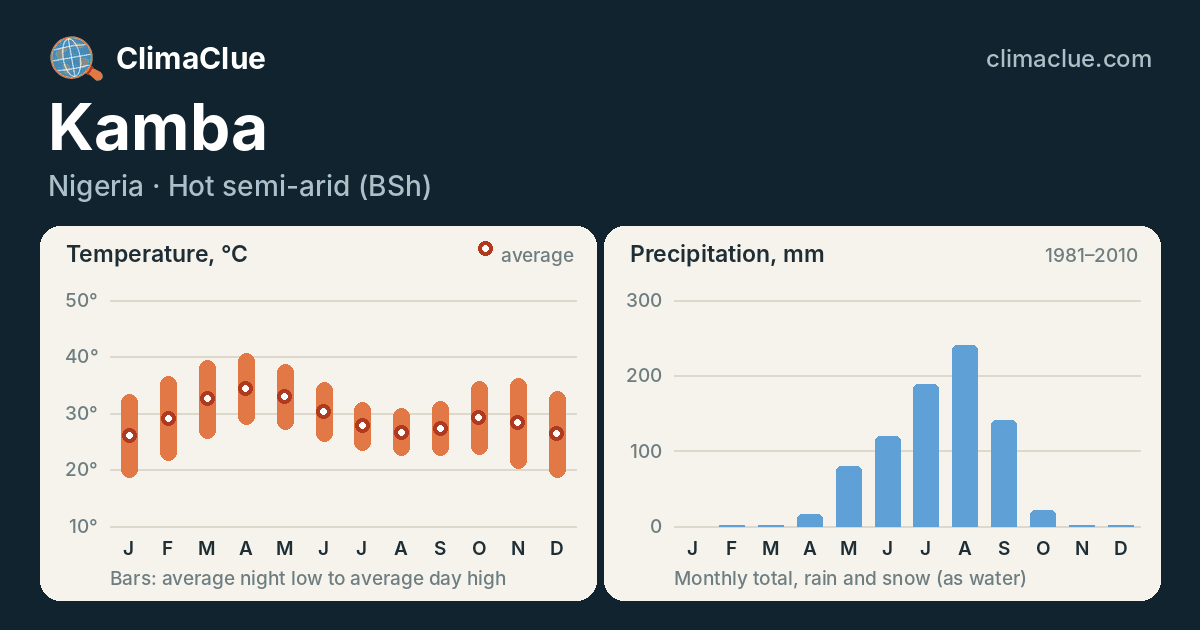 ClimaClue
climaclue.com
Kamba
Nigeria · Hot semi-arid (BSh)
Temperature, °C
average
50°
40°
30°
20°
10°
J F M A M J J A S O N D
Bars: average night low to average day high
Precipitation, mm
1981–2010
300
200
100
0
J F M A M J J A S O N D
Monthly total, rain and snow (as water)